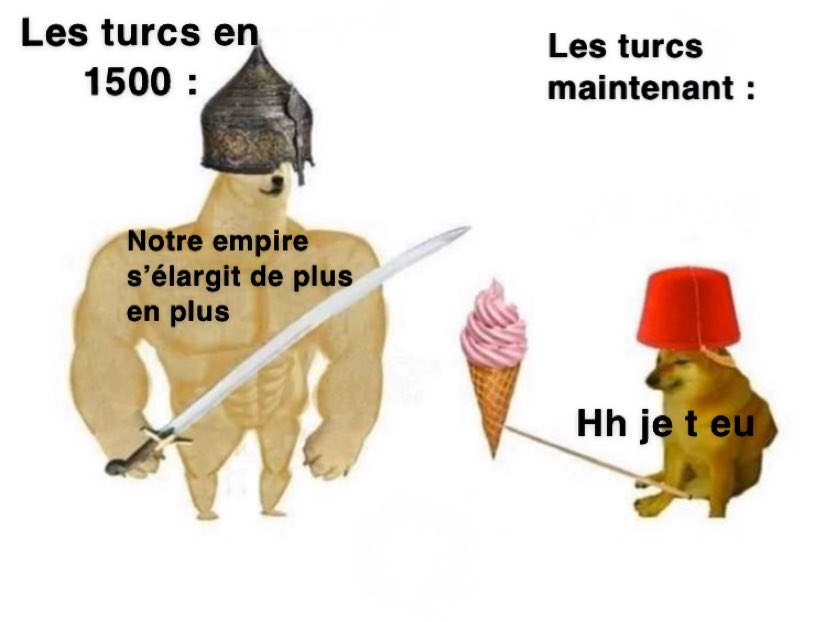 Les turcs en
1500 :
Les turcs
maintenant :
Notre empire
s’élargit de plus
en plus
Hh je t eu